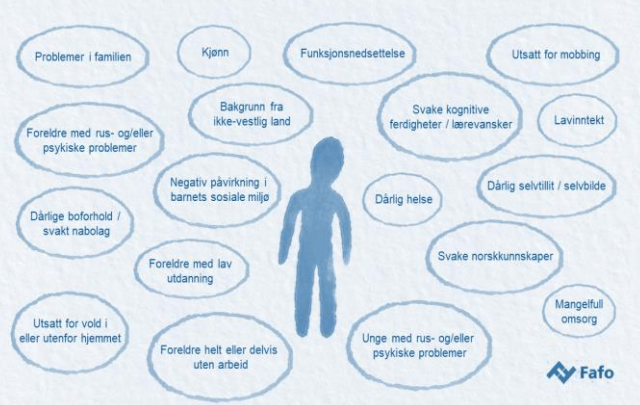 Problemer i familien
Kjønn
Funksjonsnedsettelse
Utsatt for mobbing
Bakgrunn fra
ikke-vestlig land
Svake kognitive
ferdigheter / lærevansker
Lavinntekt
Foreldre med rus- og/eller
psykiske problemer
Negativ påvirkning i
barnets sosiale miljø
Dårlig helse
Dårlig selvtillit / selvbilde
Dårlige boforhold /
svakt nabolag
Foreldre med lav
utdanning
Svake norskkunnskaper
Mangelfull
omsorg
Utsatt for vold i
eller utenfor hjemmet
Foreldre helt eller delvis
uten arbeid
Unge med rus- og/eller
psykiske problemer
Fafo